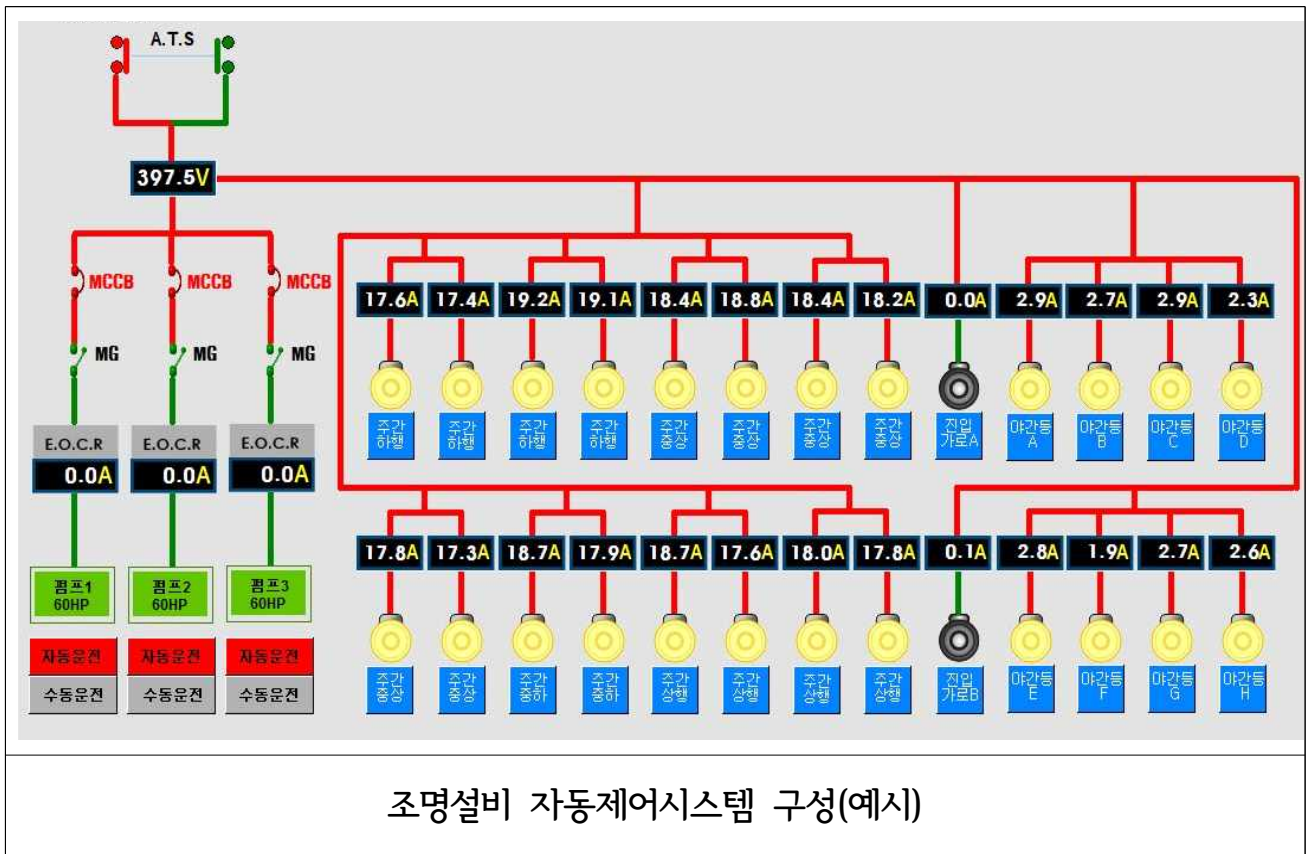 A.T.S
397.5V
MCCB MCCB MCCB
MG MG MG
E.O.C.R E.O.C.R E.O.C.R
0.0A 0.0A 0.0A
펌프1 펌프2 펌프3
60HP 60HP 60HP
자동운전 자동운전 자동운전
수동운전 수동운전 수동운전
17.6A 17.4A 19.2A 19.1A 18.4A 18.8A 18.4A 18.2A 0.0A 2.9A 2.7A 2.9A 2.3A
주간 주간 주간 주간 주간 주간 주간 주간 진입 야간등 야간등 야간등 야간등
하행 하행 하행 하행 중상 중상 중상 중상 가로A A B C D
17.8A 17.3A 18.7A 17.9A 18.7A 17.6A 18.0A 17.8A 0.1A 2.8A 1.9A 2.7A 2.6A
주간 주간 주간 주간 주간 주간 주간 주간 진입 야간등 야간등 야간등 야간등
중상 중상 중하 중하 상행 상행 상행 상행 가로B E F G H
조명설비 자동제어시스템 구성(예시)